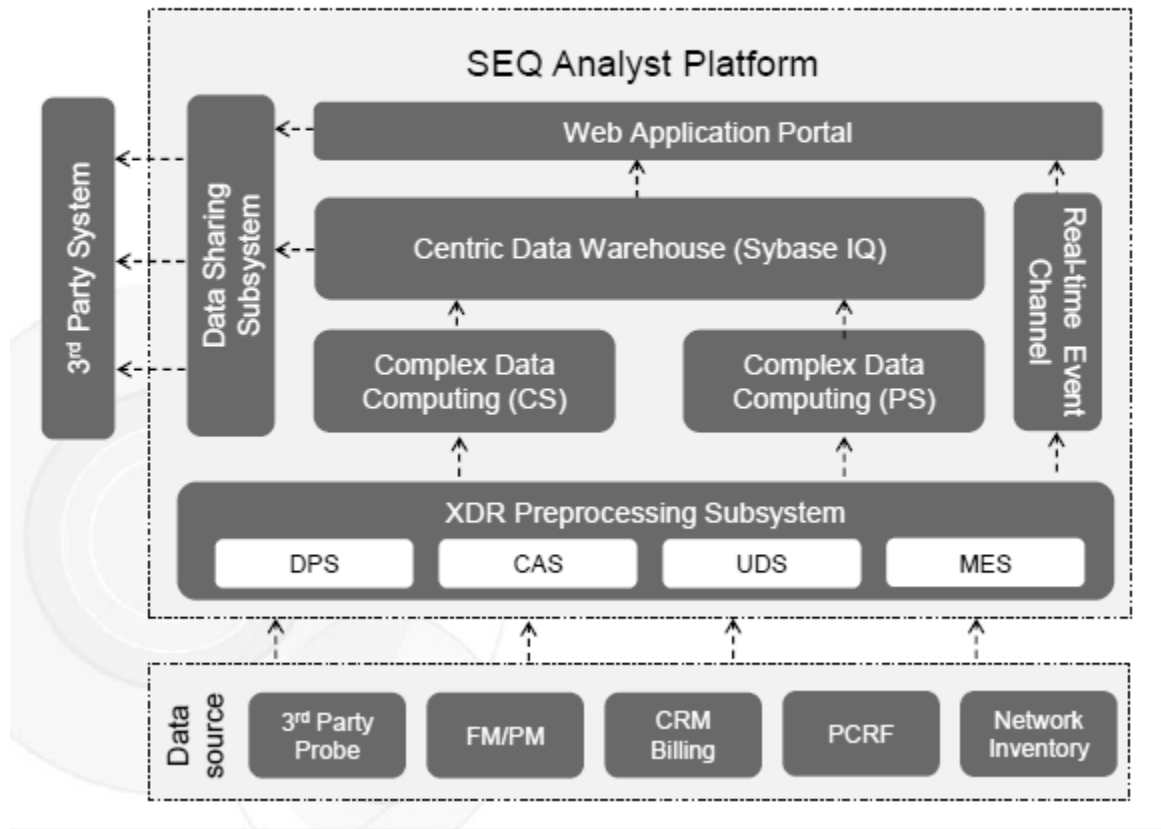 SEQ Analyst Platform
Web Application Portal
3rd Party System
Data Sharing
Subsystem
Centric Data Warehouse (Sybase IQ)
Real-time Event
Channel
Complex Data
Computing (CS)
Complex Data
Computing (PS)
XDR Preprocessing Subsystem
DPS
CAS
UDS
MES
Data
source
3rd Party
Probe
FM/PM
CRM
Billing
PCRF
Network
Inventory